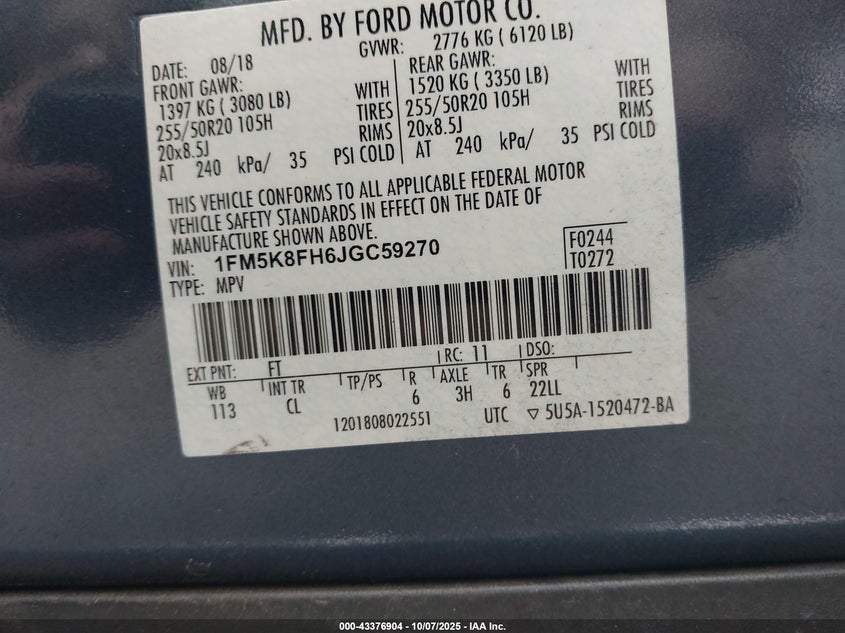 MFD. BY FORD MOTOR CO.
DATE: 08/18 GVWR: 2776 KG ( 6120 LB)
FRONT GAWR: REAR GAWR:
1397 KG ( 3080 LB) WITH 1520 KG ( 3350 LB) WITH
255/50R20 105H TIRES 255/50R20 105H TIRES
20x8.5J RIMS 20x8.5J RIMS
AT 240 kPa/ 35 PSI COLD AT 240 kPa/ 35 PSI COLD
THIS VEHICLE CONFORMS TO ALL APPLICABLE FEDERAL MOTOR
VEHICLE SAFETY STANDARDS IN EFFECT ON THE DATE OF
MANUFACTURE SHOWN ABOVE.
VIN: 1FM5K8FH6JGC59270 F0244
TYPE: MPV T0272
EXT PNT: FT RC: 11 DSO:
WB INT TR TP/PS R AXLE TR SPR
113 CL 6 3H 6 22LL
1201808022551 UTC ▽ 5U5A-1520472-BA
000-43376904 - 10/07/2025 - IAA Inc.